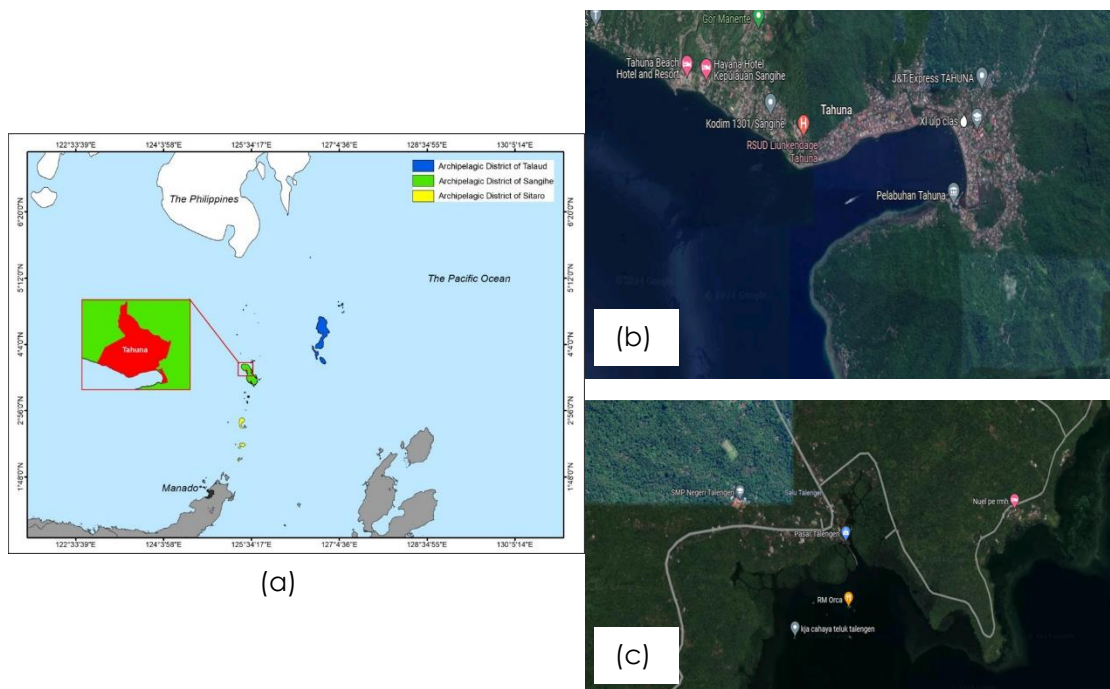 122°33'39"E
124°3'58"E
125°34'17"E
127°4'36"E
128°34'55"E
130°5'14"E
6°20'0"N
5°12'0"N
4°4'0"N
2°56'0"N
1°48'0"N
6°20'0"N
5°12'0"N
4°4'0"N
2°56'0"N
1°48'0"N
Archipelagic District of Talaud
Archipelagic District of Sangihe
Archipelagic District of Sitaro
The Philippines
The Pacific Ocean
Tahuna
Manado
122°33'39"E
124°3'58"E
125°34'17"E
127°4'36"E
128°34'55"E
130°5'14"E
(a)
Gor Manente
Tahuna Beach
Hotel and Resort
Hayana Hotel
Kepulauan Sangihe
J&T Express TAHUNA
Kodim 1301/Sangihe
Tahuna
XI ulp clas
RSUD Liunkendage
Tahuna
Pelabuhan Tahuna
(b)
SMP Negeri Talengen
Talengen
Nuel pe rmh
Pasar Talengen
RM Orca
kja cahaya teluk talengen
(c)